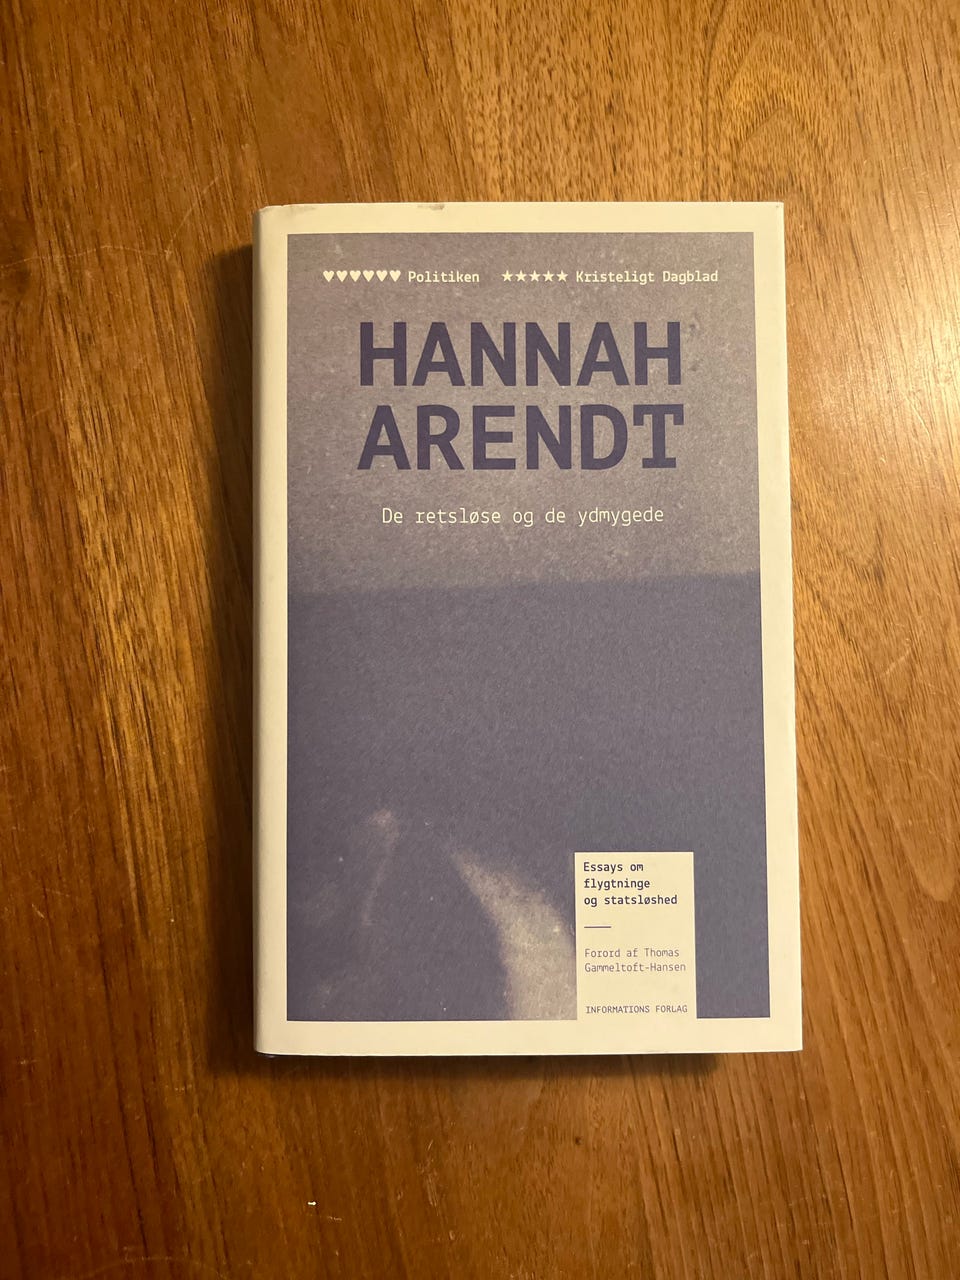 ♥♥♥♥♥♥ Politiken ★★★★★ Kristeligt Dagblad
HANNAH
ARENDT
De retsløse og de ydmygede
Essays om
flygtninge
og statsløshed
Forord af Thomas
Gammeltoft-Hansen
INFORMATIONS FORLAG